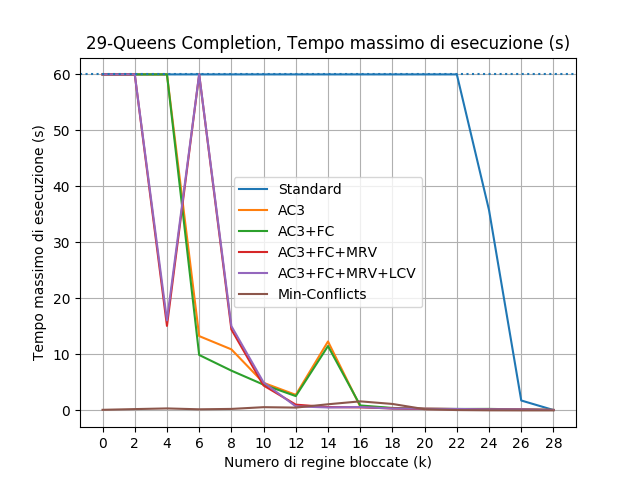 29-Queens Completion, Tempo massimo di esecuzione (s)
Tempo massimo di esecuzione (s)
60
50
40
30
20
10
0
Standard
AC3
AC3+FC
AC3+FC+MRV
AC3+FC+MRV+LCV
Min-Conflicts
0 2 4 6 8 10 12 14 16 18 20 22 24 26 28
Numero di regine bloccate (k)